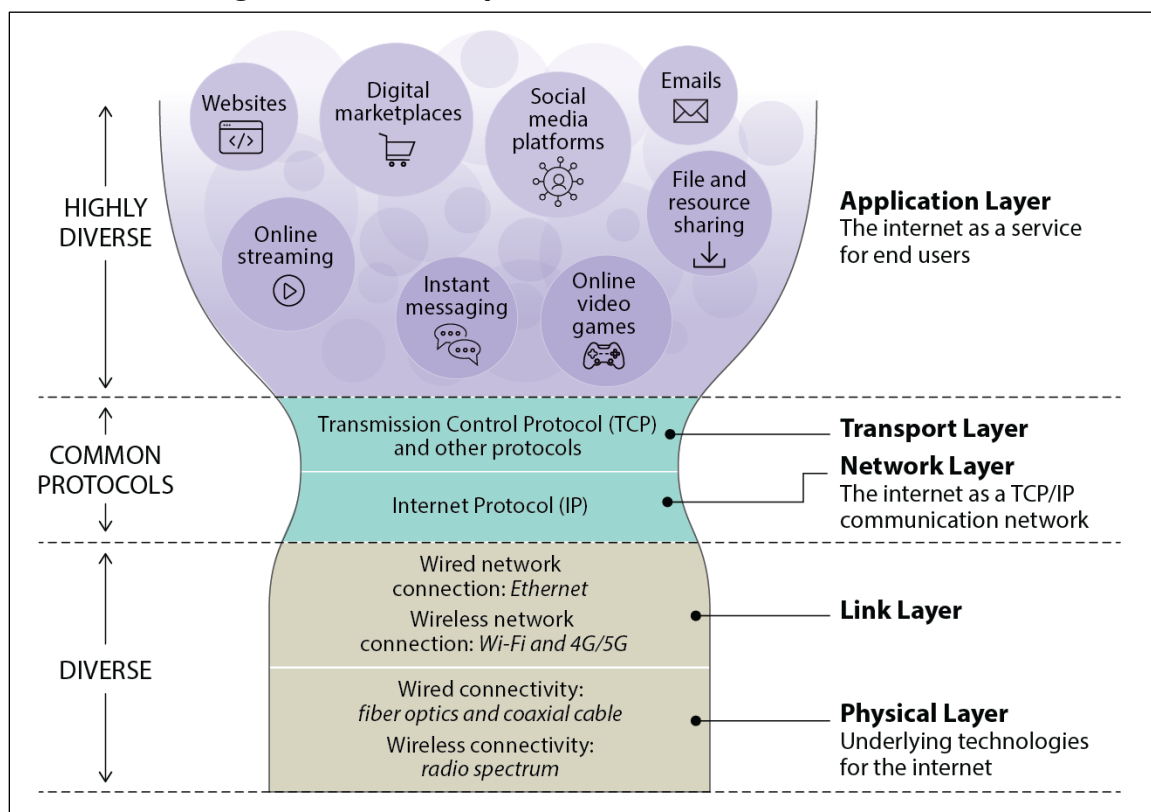 HIGHLY
DIVERSE
Websites
</>
Digital
marketplaces
Social
media
platforms
Emails
File and
resource
sharing
Online
streaming
Instant
messaging
Online
video
games
Application Layer
The internet as a service
for end users
COMMON
PROTOCOLS
Transmission Control Protocol (TCP)
and other protocols
Internet Protocol (IP)
Transport Layer
Network Layer
The internet as a TCP/IP
communication network
DIVERSE
Wired network
connection: Ethernet
Wireless network
connection: Wi-Fi and 4G/5G
Wired connectivity:
fiber optics and coaxial cable
Wireless connectivity:
radio spectrum
Link Layer
Physical Layer
Underlying technologies
for the internet